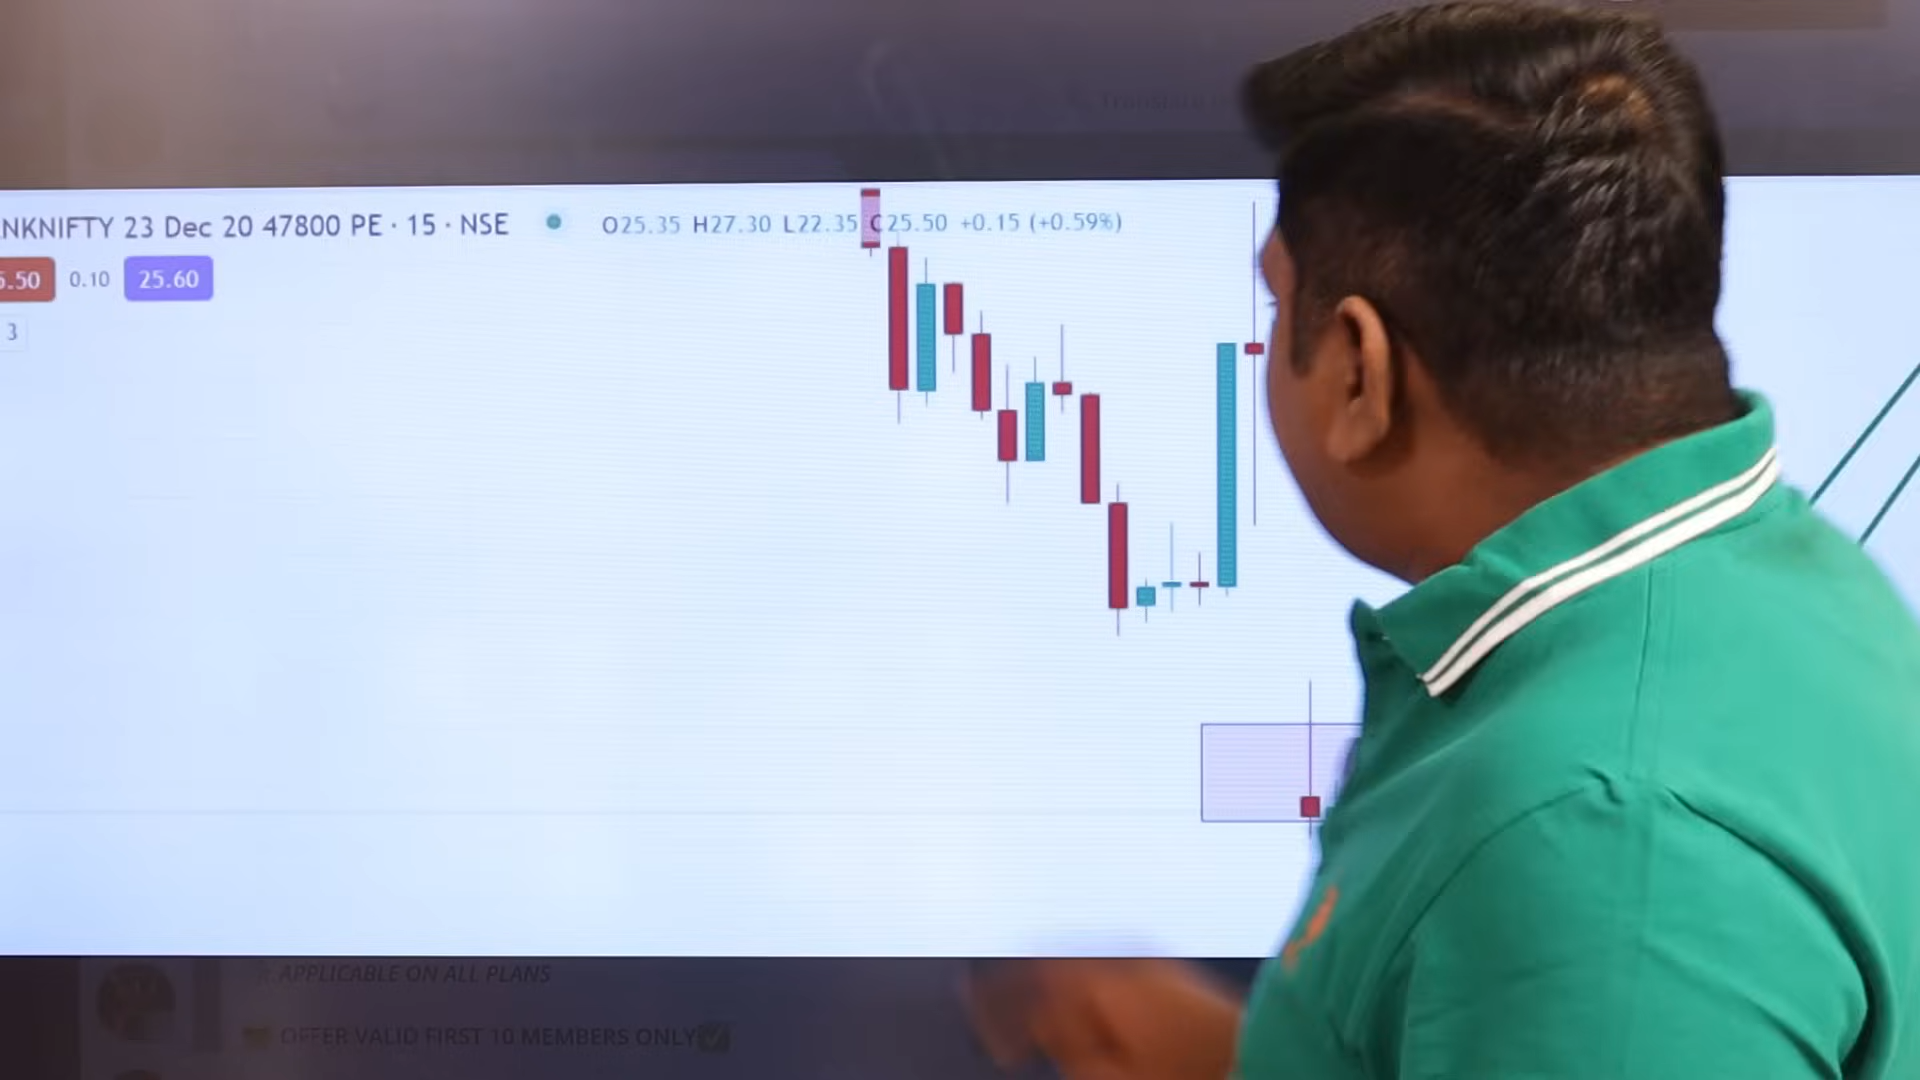 NKNIFTY 23 Dec 20 47800 PE · 15 · NSE O25.35 H27.30 L22.35 C25.50 +0.15 (+0.59%)
5.50 0.10 25.60
3
APPLICABLE ON ALL PLANS
OFFER VALID FIRST 10 MEMBERS ONLY